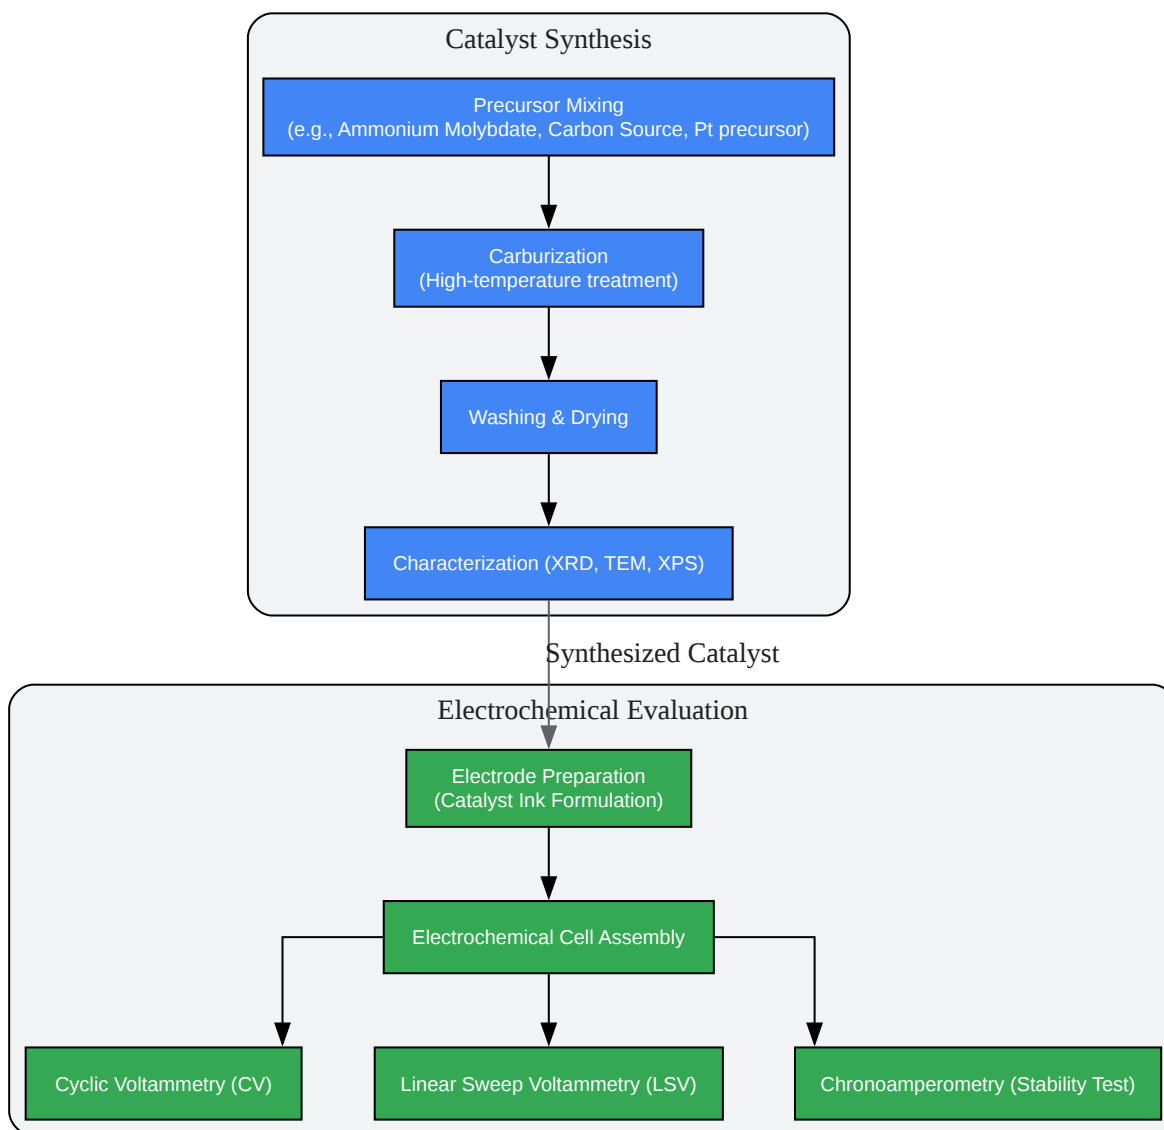 Catalyst Synthesis
Precursor Mixing
(e.g., Ammonium Molybdate, Carbon Source, Pt precursor)
Carburization
(High-temperature treatment)
Washing & Drying
Characterization (XRD, TEM, XPS)
Synthesized Catalyst
Electrochemical Evaluation
Electrode Preparation
(Catalyst Ink Formulation)
Electrochemical Cell Assembly
Cyclic Voltammetry (CV)
Linear Sweep Voltammetry (LSV)
Chronoamperometry (Stability Test)